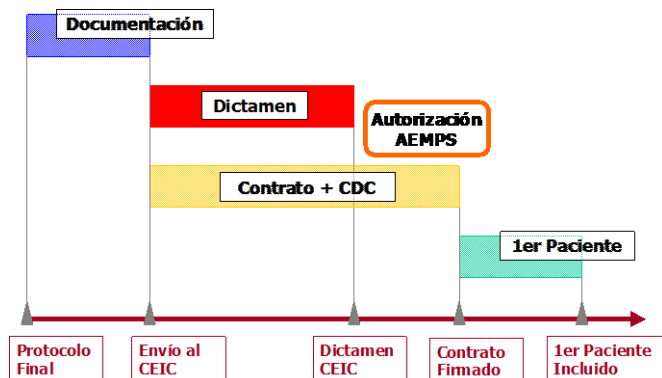 Documentación
Dictamen
Autorización
AEMPS
Contrato + CDC
1er Paciente
Protocolo
Final
Envío al
CEIC
Dictamen
CEIC
Contrato
Firmado
1er Paciente
Incluido